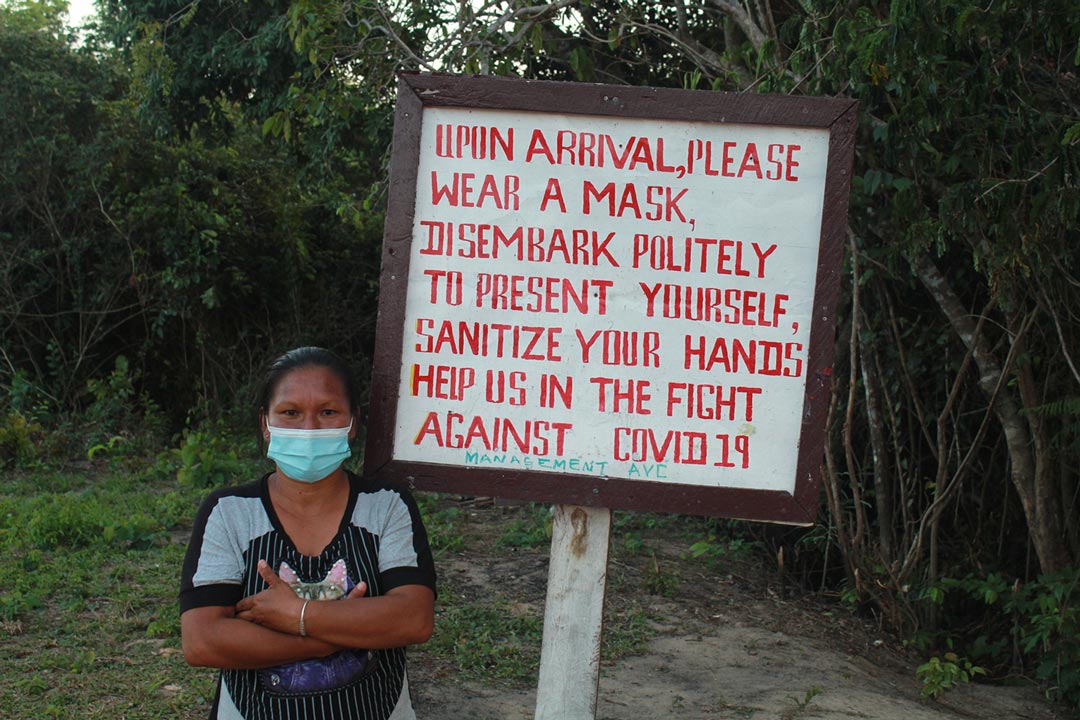 UPON ARRIVAL, PLEASE
WEAR A MASK,
DISEMBARK POLITELY
TO PRESENT YOURSELF,
SANITIZE YOUR HANDS
HELP US IN THE FIGHT
AGAINST COVID 19
MANAGEMENT AVC